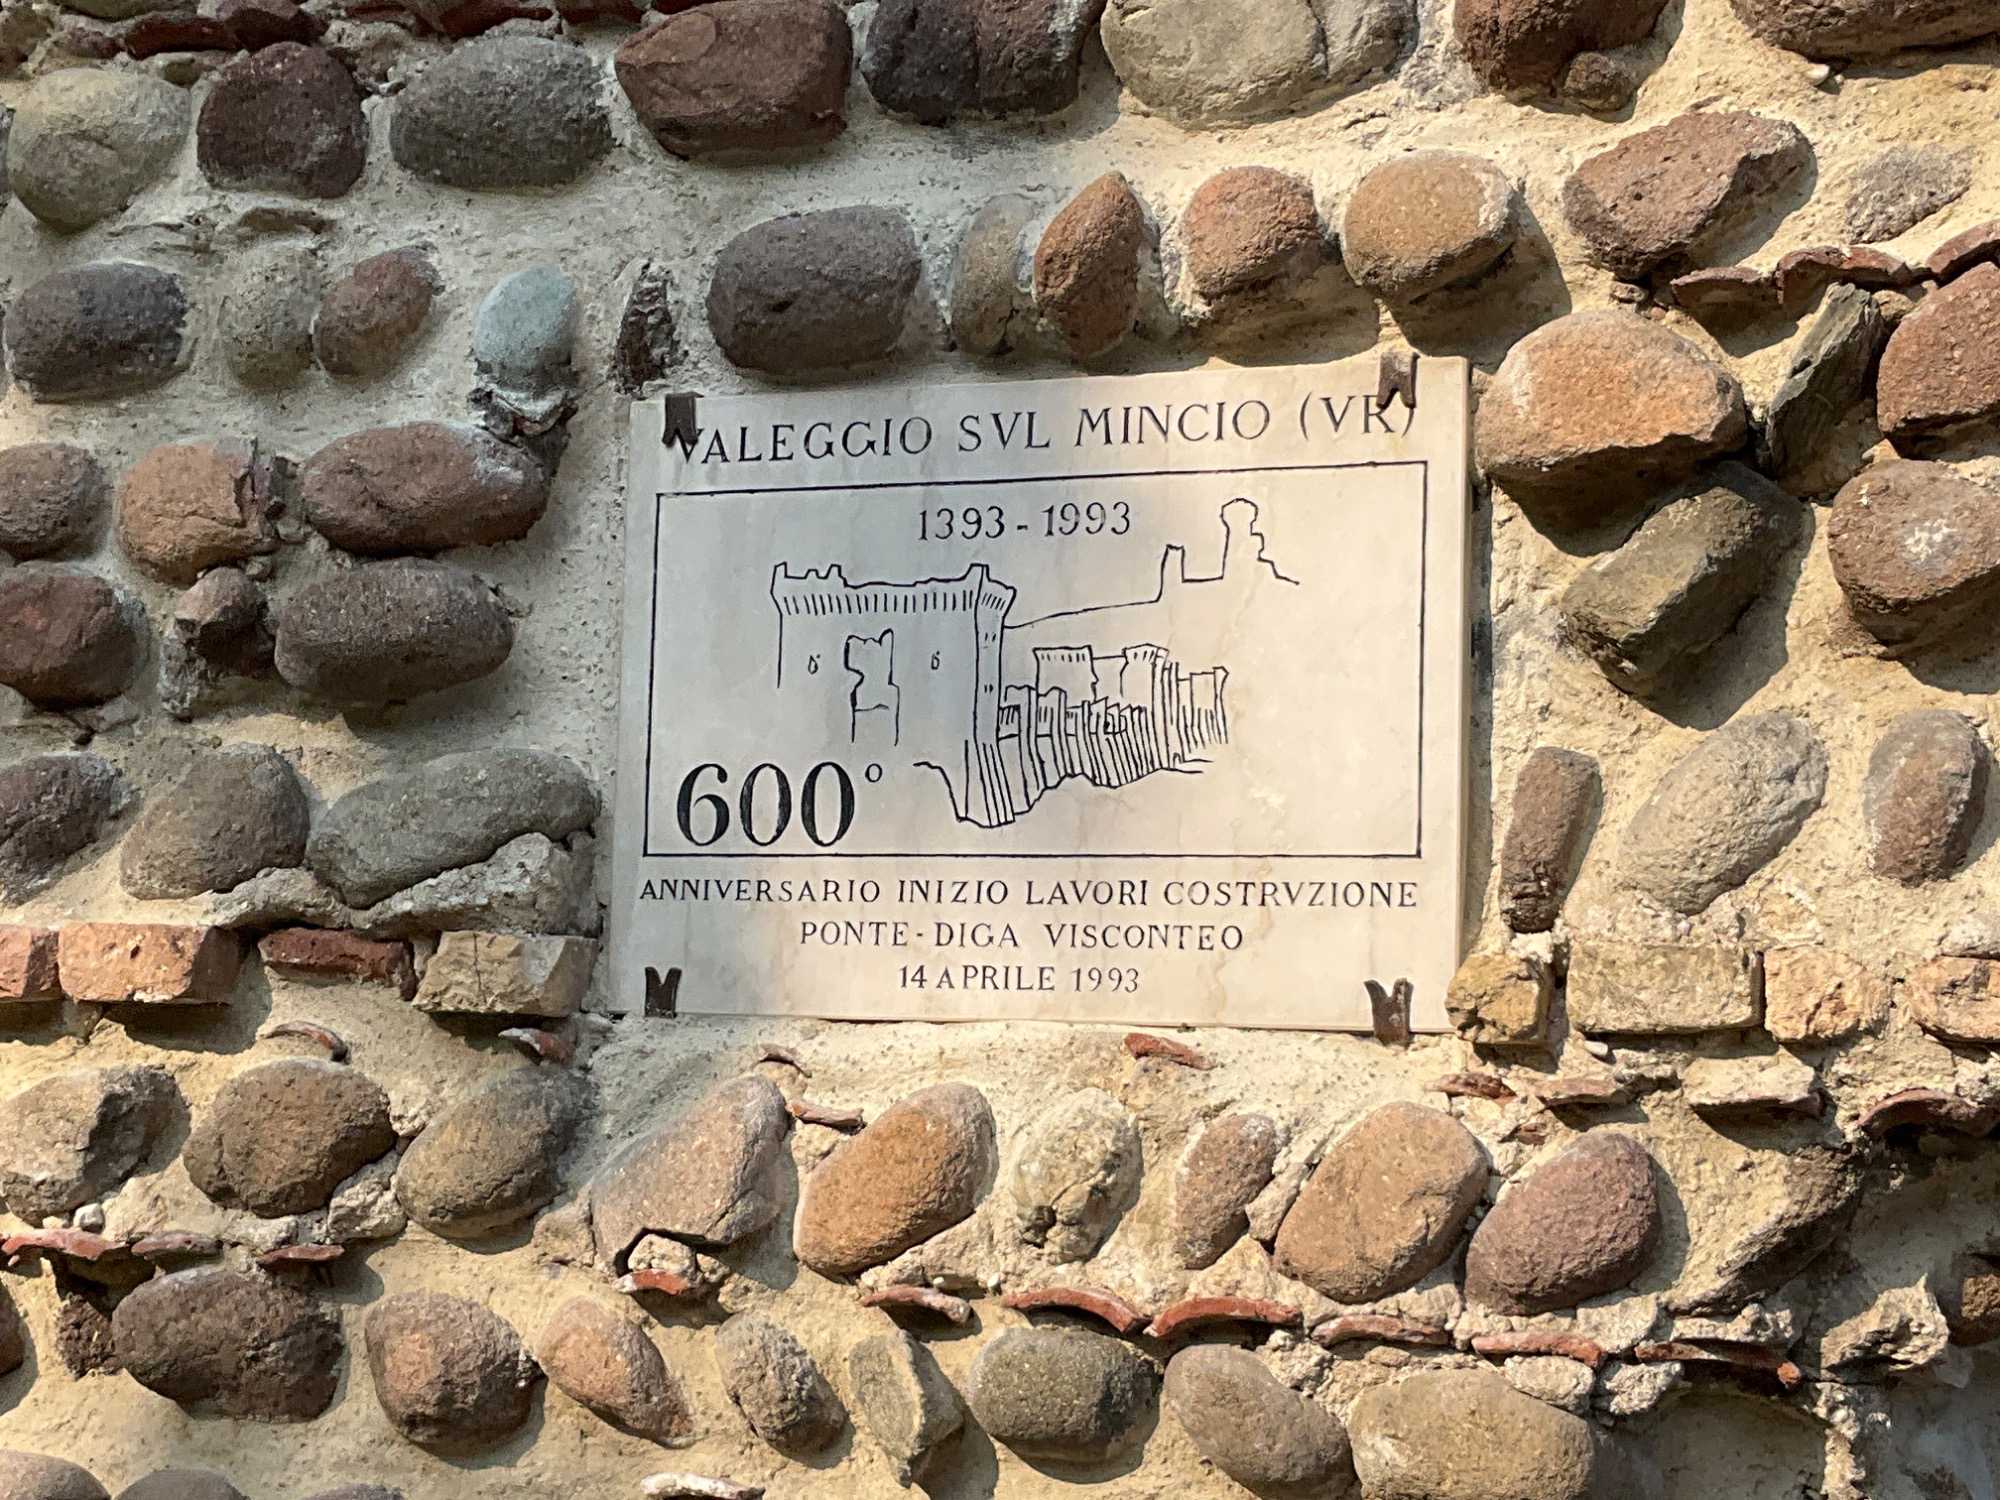 VALEGGIO SVL MINCIO (VR)
1393-1993
600°
ANNIVERSARIO INIZIO LAVORI COSTRVZIONE
PONTE-DIGA VISCONTEO
14 APRILE 1993